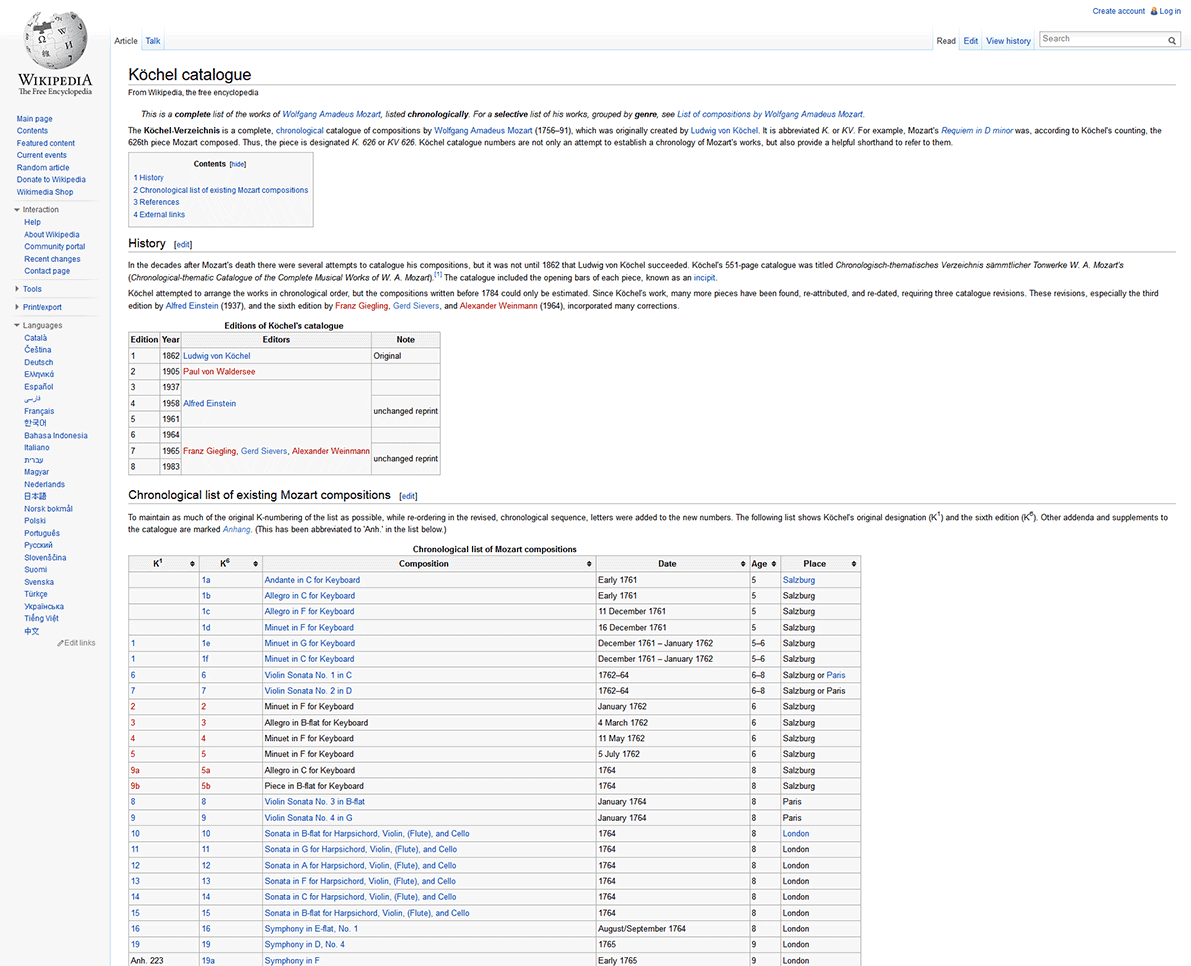 Create account Log in
WIKIPEDIA
The Free Encyclopedia
Article Talk
Read Edit View history Search
Main page
Contents
Featured content
Current events
Random article
Donate to Wikipedia
Wikimedia Shop
Interaction
Help
About Wikipedia
Community portal
Recent changes
Contact page
Tools
Print/export
Languages
Català
Čeština
Deutsch
Ελληνικά
Español
فارسی
Français
한국어
Bahasa Indonesia
Italiano
עברית
Magyar
Nederlands
日本語
Norsk bokmål
Polski
Português
Русский
Slovenščina
Suomi
Svenska
Türkçe
Українська
Tiếng Việt
中文
Edit links
Köchel catalogue
From Wikipedia, the free encyclopedia
This is a complete list of the works of Wolfgang Amadeus Mozart, listed chronologically. For a selective list of his works, grouped by genre, see List of compositions by Wolfgang Amadeus Mozart.
The Köchel-Verzeichnis is a complete, chronological catalogue of compositions by Wolfgang Amadeus Mozart (1756–91), which was originally created by Ludwig von Köchel. It is abbreviated K. or KV. For example, Mozart's Requiem in D minor was, according to Köchel's counting, the
626th piece Mozart composed. Thus, the piece is designated K. 626 or KV 626. Köchel catalogue numbers are not only an attempt to establish a chronology of Mozart's works, but also provide a helpful shorthand to refer to them.
Contents [hide]
1 History
2 Chronological list of existing Mozart compositions
3 References
4 External links
History [edit]
In the decades after Mozart's death there were several attempts to catalogue his compositions, but it was not until 1862 that Ludwig von Köchel succeeded. Köchel's 551-page catalogue was titled Chronologisch-thematisches Verzeichnis sämmtlicher Tonwerke W. A. Mozart's
(Chronological-thematic Catalogue of the Complete Musical Works of W. A. Mozart).[1] The catalogue included the opening bars of each piece, known as an incipit.
Köchel attempted to arrange the works in chronological order, but the compositions written before 1784 could only be estimated. Since Köchel's work, many more pieces have been found, re-attributed, and re-dated, requiring three catalogue revisions. These revisions, especially the third
edition by Alfred Einstein (1937), and the sixth edition by Franz Giegling, Gerd Sievers, and Alexander Weinmann (1964), incorporated many corrections.
Editions of Köchel's catalogue
Edition Year Editors Note
1 1862 Ludwig von Köchel Original
2 1905 Paul von Waldersee
3 1937
4 1958 Alfred Einstein
unchanged reprint
5 1961
6 1964
7 1965 Franz Giegling, Gerd Sievers, Alexander Weinmann
unchanged reprint
8 1983
Chronological list of existing Mozart compositions [edit]
To maintain as much of the original K-numbering of the list as possible, while re-ordering in the revised, chronological sequence, letters were added to the new numbers. The following list shows Köchel's original designation (K1) and the sixth edition (K6). Other addenda and supplements to
the catalogue are marked Anhang. (This has been abbreviated to 'Anh.' in the list below.)
Chronological list of Mozart compositions
K1 K6 Composition Date Age Place
1a Andante in C for Keyboard Early 1761 5 Salzburg
1b Allegro in C for Keyboard Early 1761 5 Salzburg
1c Allegro in F for Keyboard 11 December 1761 5 Salzburg
1d Minuet in F for Keyboard 16 December 1761 5 Salzburg
1 1e Minuet in G for Keyboard December 1761 – January 1762 5–6 Salzburg
1 1f Minuet in C for Keyboard December 1761 – January 1762 5–6 Salzburg
6 6 Violin Sonata No. 1 in C 1762–64 6–8 Salzburg or Paris
7 7 Violin Sonata No. 2 in D 1762–64 6–8 Salzburg or Paris
2 2 Minuet in F for Keyboard January 1762 6 Salzburg
3 3 Allegro in B-flat for Keyboard 4 March 1762 6 Salzburg
4 4 Minuet in F for Keyboard 11 May 1762 6 Salzburg
5 5 Minuet in F for Keyboard 5 July 1762 6 Salzburg
9a 5a Allegro in C for Keyboard 1764 8 Salzburg
9b 5b Piece in B-flat for Keyboard 1764 8 Salzburg
8 8 Violin Sonata No. 3 in B-flat January 1764 8 Paris
9 9 Violin Sonata No. 4 in G January 1764 8 Paris
10 10 Sonata in B-flat for Harpsichord, Violin, (Flute), and Cello 1764 8 London
11 11 Sonata in G for Harpsichord, Violin, (Flute), and Cello 1764 8 London
12 12 Sonata in A for Harpsichord, Violin, (Flute), and Cello 1764 8 London
13 13 Sonata in F for Harpsichord, Violin, (Flute), and Cello 1764 8 London
14 14 Sonata in C for Harpsichord, Violin, (Flute), and Cello 1764 8 London
15 15 Sonata in B-flat for Harpsichord, Violin, (Flute), and Cello 1764 8 London
16 16 Symphony in E-flat, No. 1 August/September 1764 8 London
19 19 Symphony in D, No. 4 1765 9 London
Anh. 223 19a Symphony in F Early 1765 9 London